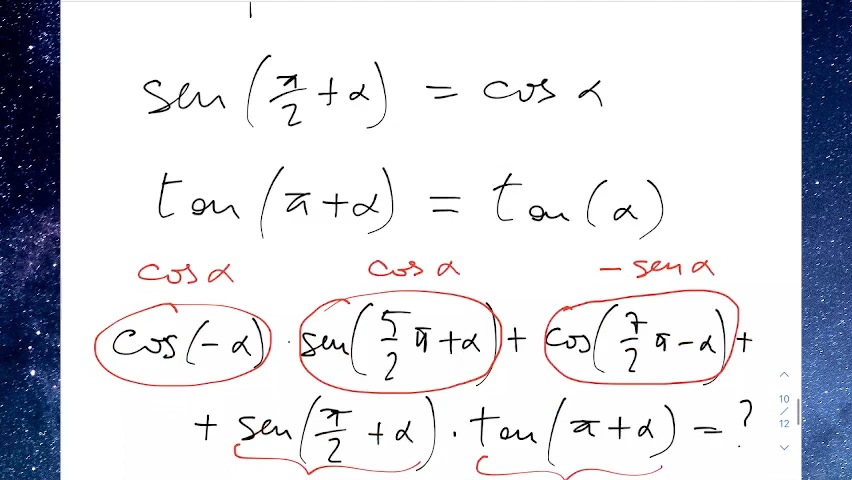 sen(π/2 + α) = cos α
tan(π + α) = tan(α)
cos α cos α - sen α
cos(-α) · sen(5/2 π + α) + cos(7/2 π - α) +
+ sen(π/2 + α) · tan(π + α) = ?
10
/
12